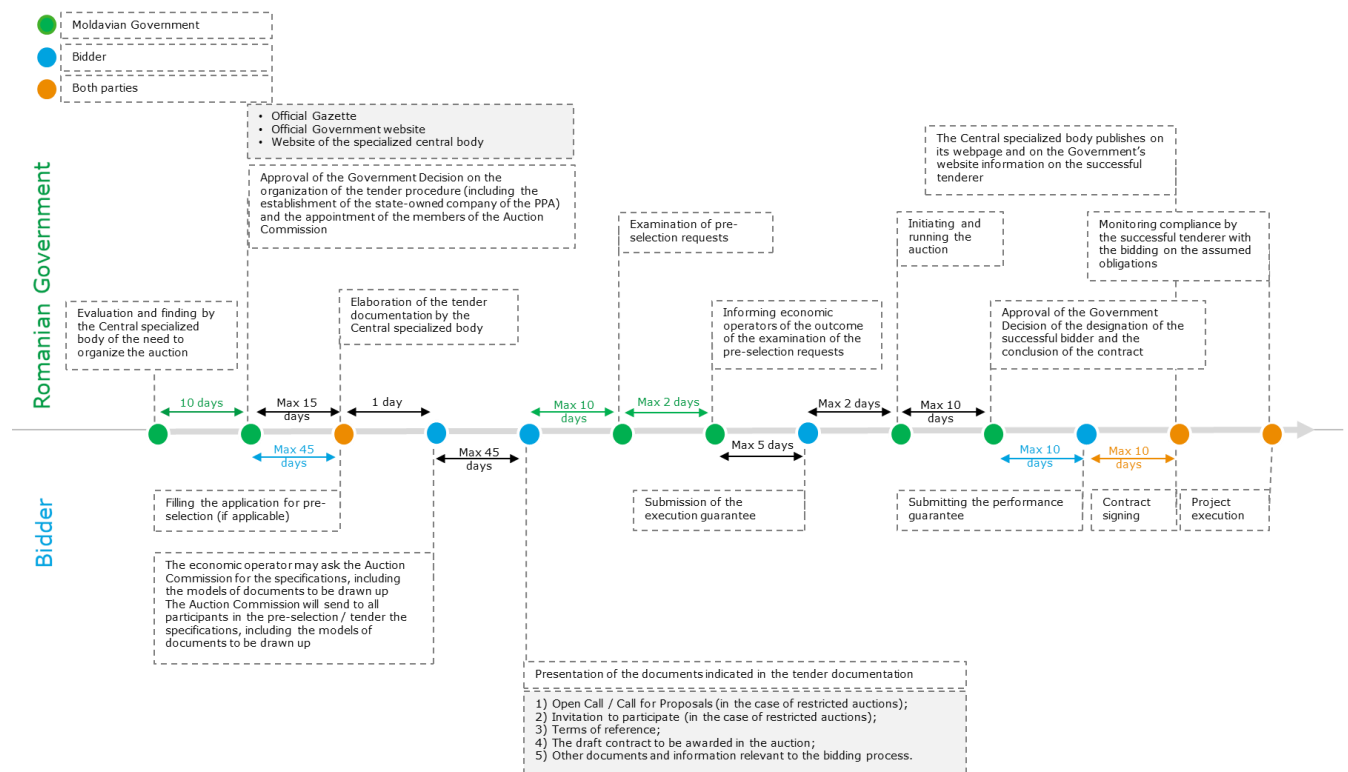 Moldavian Government
Bidder
Both parties
• Official Gazette
• Official Government website
• Website of the specialized central body
Approval of the Government Decision on the
organization of the tender procedure (including the
establishment of the state-owned company of the PPA)
and the appointment of the members of the Auction
Commission
The Central specialized body publishes on
its webpage and on the Government's
website information on the successful
tenderer
Examination of pre-
selection requests
Initiating and
running the
auction
Monitoring compliance by
the successful tenderer with
the bidding on the assumed
obligations
Romanian Government
Evaluation and finding by
the Central specialized
body of the need to
organize the auction
Elaboration of the tender
documentation by the
Central specialized body
Informing economic
operators of the outcome
of the examination of the
pre-selection requests
Approval of the Government
Decision of the designation of the
successful bidder and the
conclusion of the contract
10 days
Max 15
days
1 day
Max 10
days
Max 2 days
Max 2 days
Max 10
days
Max 45
days
Max 45
days
Max 5 days
Max 10
days
Max 10
days
Bidder
Filling the application for pre-
selection (if applicable)
Submission of the
execution guarantee
Submitting the performance
guarantee
Contract
signing
Project
execution
The economic operator may ask the Auction
Commission for the specifications, including
the models of documents to be drawn up
The Auction Commission will send to all
participants in the pre-selection / tender the
specifications, including the models of
documents to be drawn up
Presentation of the documents indicated in the tender documentation
1) Open Call / Call for Proposals (in the case of restricted auctions);
2) Invitation to participate (in the case of restricted auctions);
3) Terms of reference;
4) The draft contract to be awarded in the auction;
5) Other documents and information relevant to the bidding process.